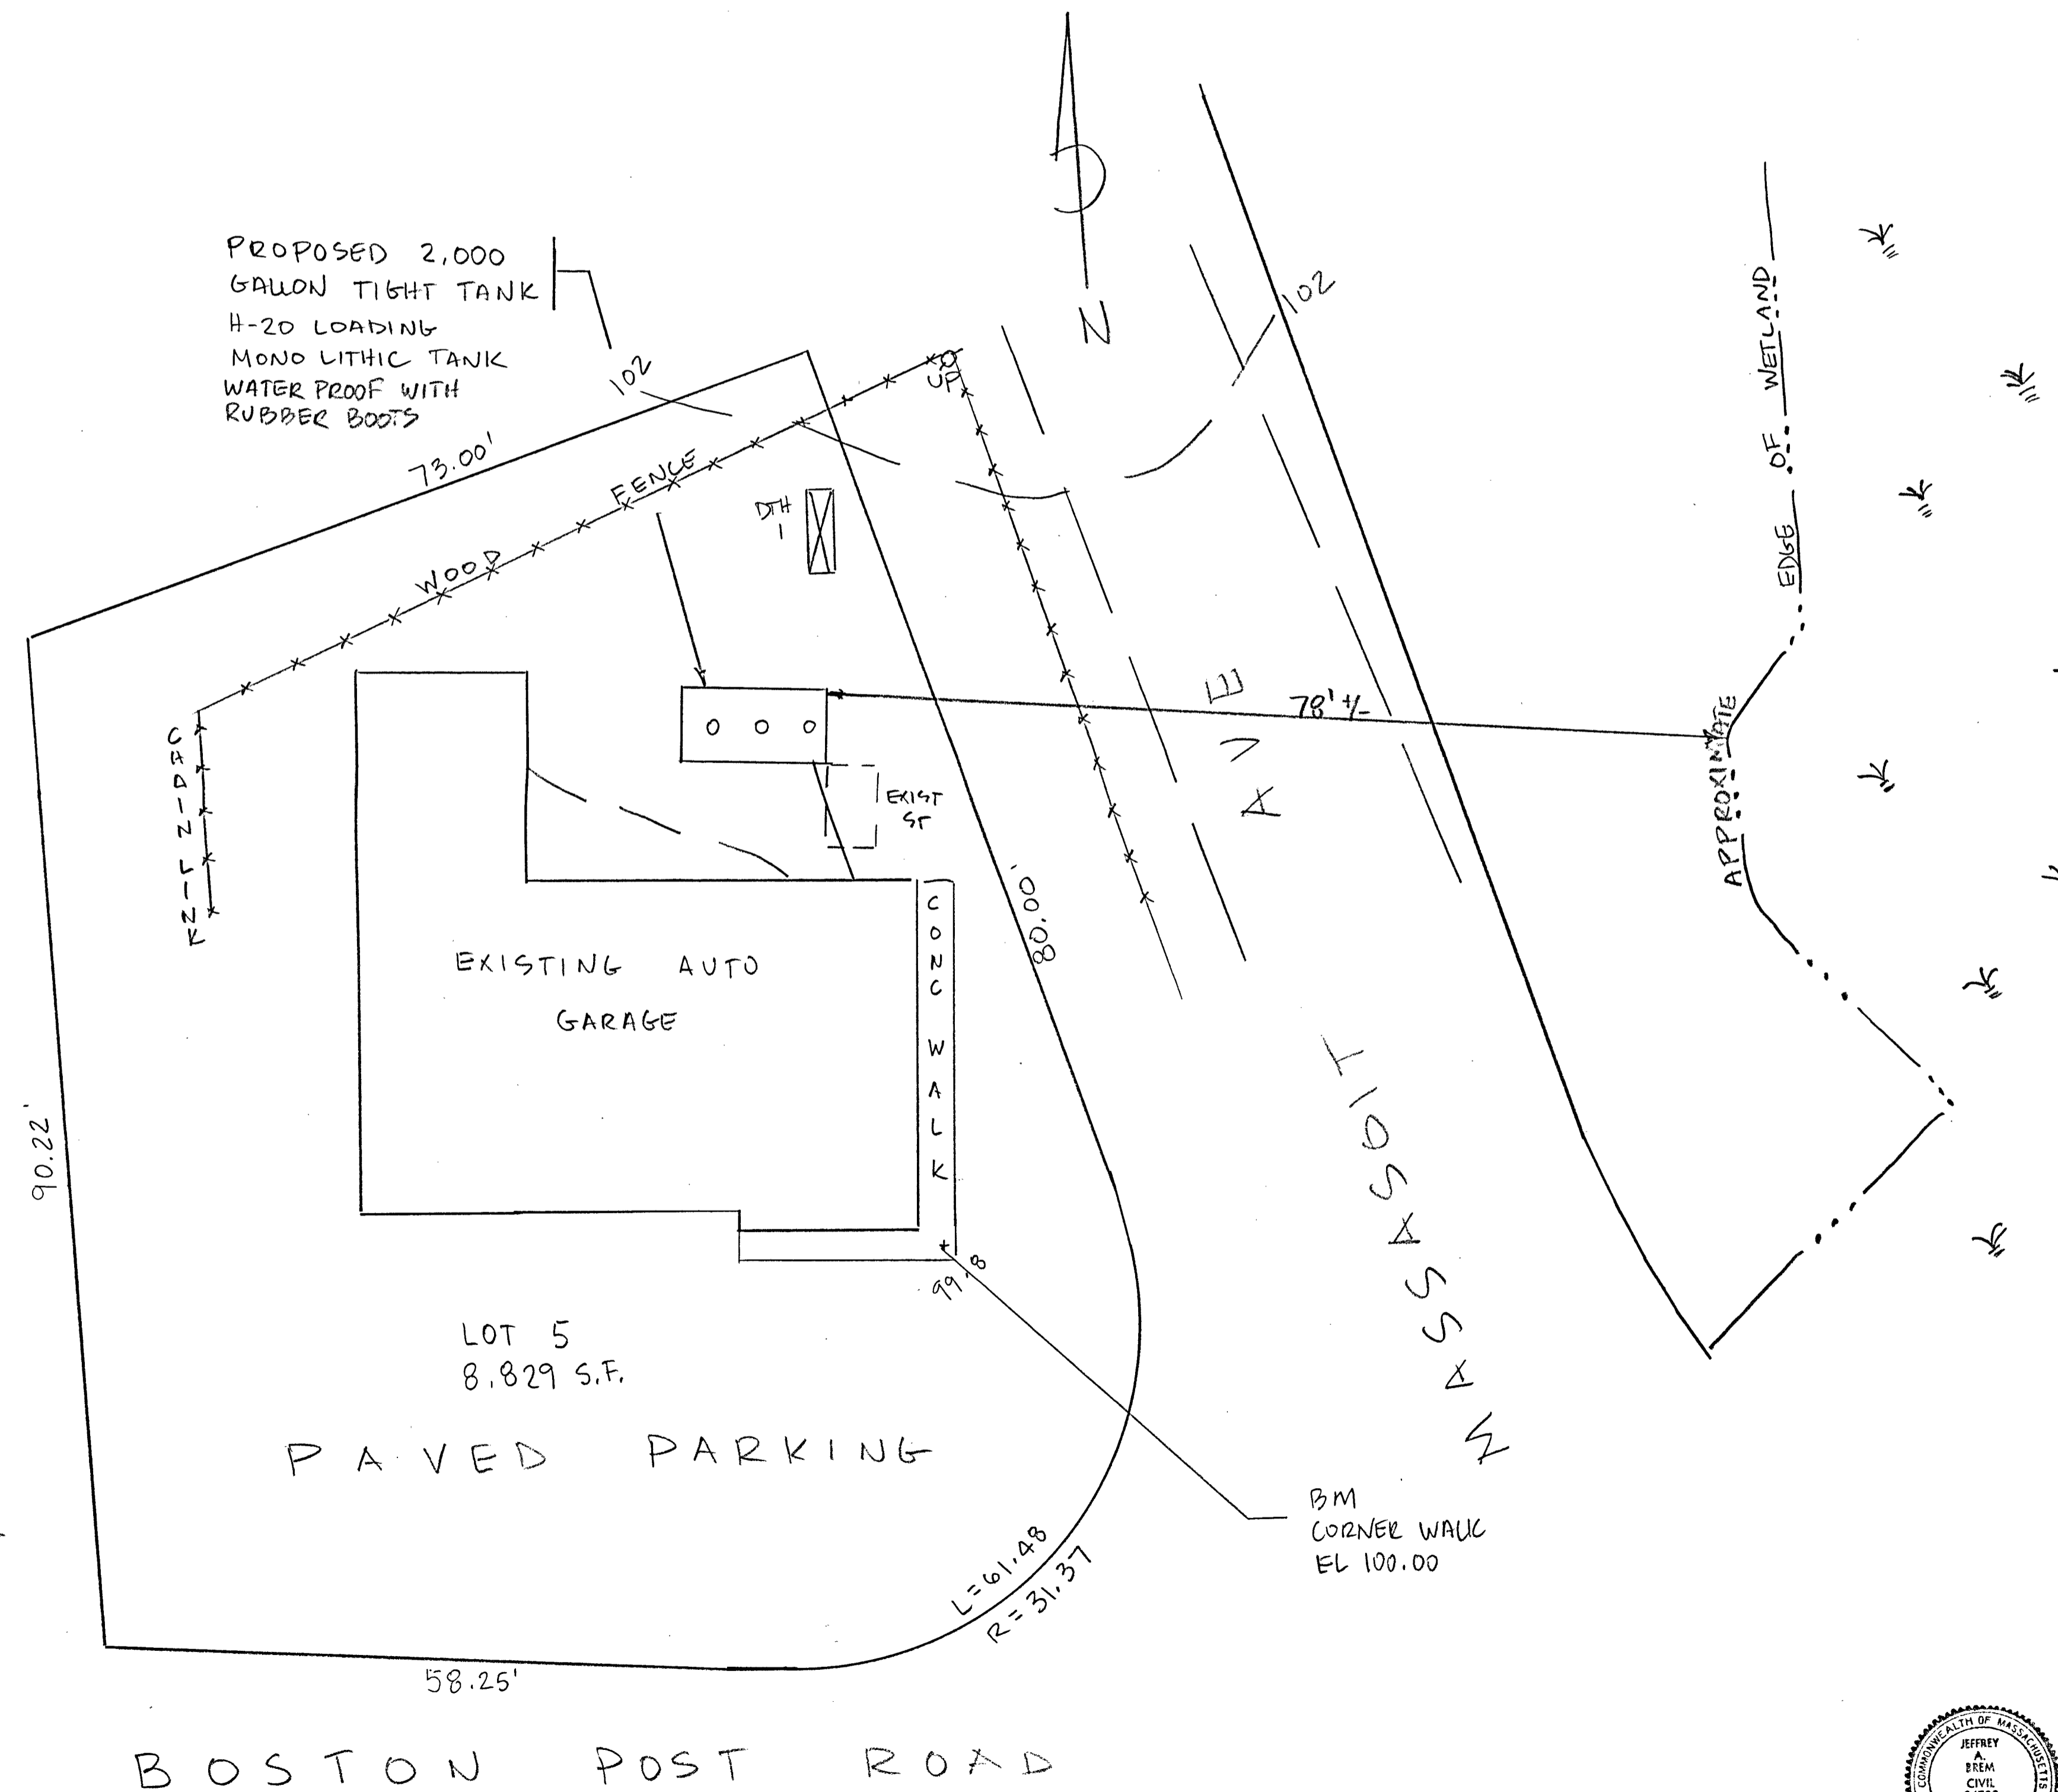 N
PROPOSED 2,000
GALLON TIGHT TANK
H-20 LOADING
MONO LITHIC TANK
WATER PROOF WITH
RUBBER BOOTS
102
102
73.00'
WOOD FENCE
UP
DTH
1
CHAIN LINK
EXIST
ST
78' +/-
APPROXIMATE EDGE OF WETLAND
80.00'
EXISTING AUTO
GARAGE
CONC WALK
MASSASOIT AVE
90.22'
99.8
LOT 5
8,829 S.F.
PAVED PARKING
BM
CORNER WALK
EL 100.00
L=61.48
R=31.37
58.25'
BOSTON POST ROAD
COMMONWEALTH OF MASSACHUSETTS
JEFFREY
A.
BREM
CIVIL